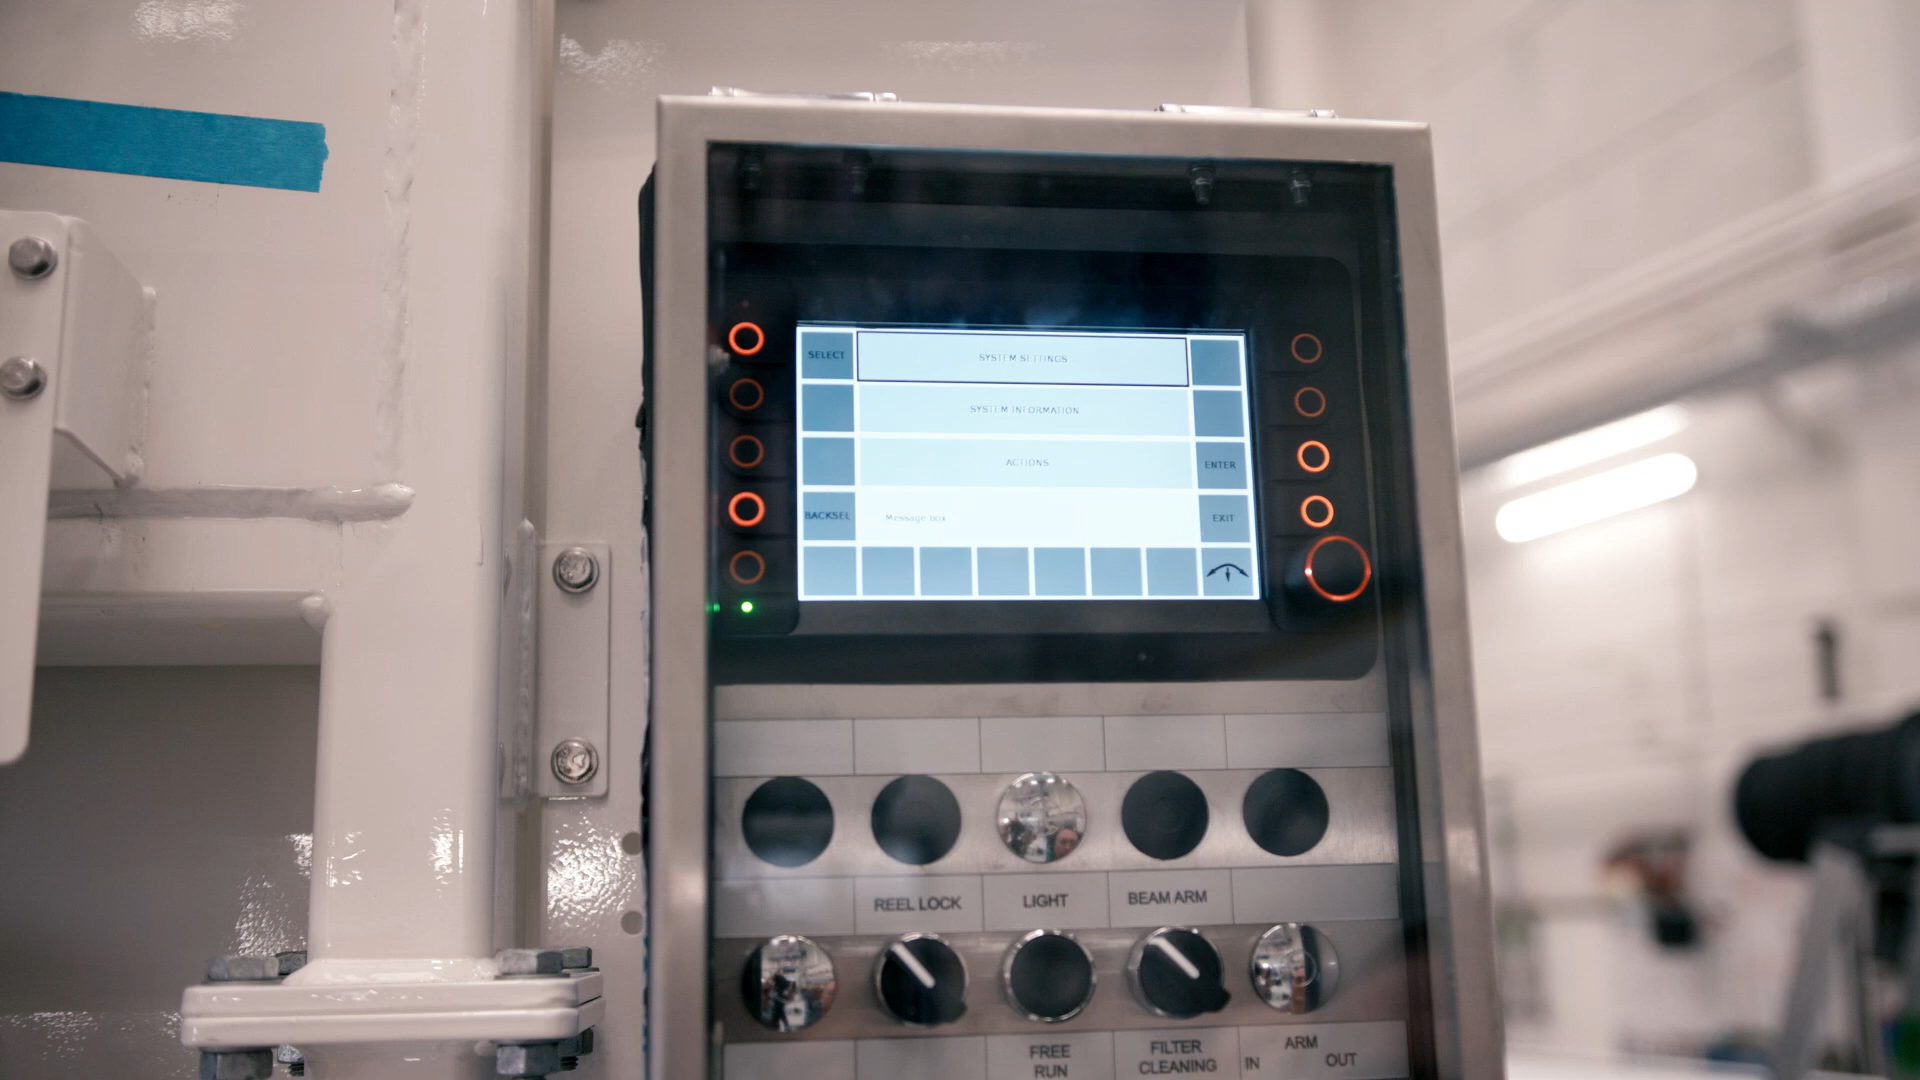 SELECT
SYSTEM SETTINGS
SYSTEM INFORMATION
ACTIONS
ENTER
BACKSEL
Message box
EXIT
REEL LOCK
LIGHT
BEAM ARM
FREE
RUN
FILTER
CLEANING
ARM
IN
OUT